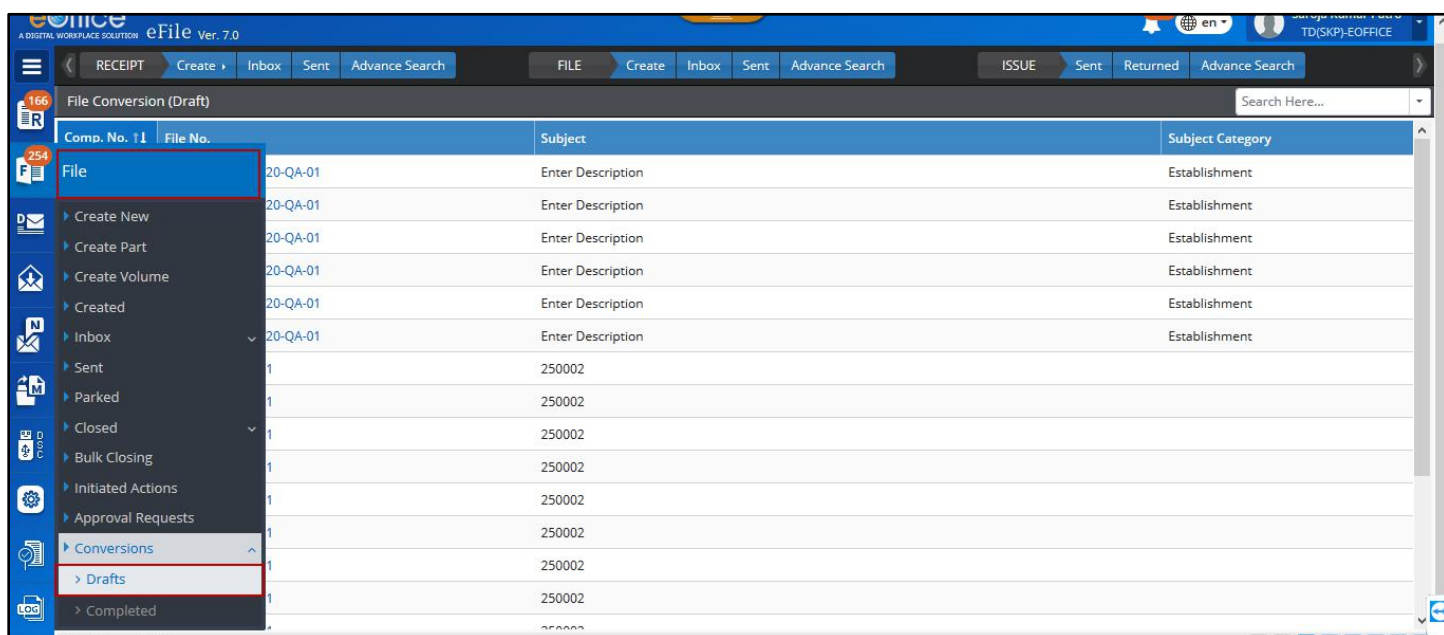 eOffice
A DIGITAL WORKPLACE SOLUTION eFile Ver. 7.0
en
Saroja Kumar Patro
TD(SKP)-EOFFICE
RECEIPT Create Inbox Sent Advance Search FILE Create Inbox Sent Advance Search ISSUE Sent Returned Advance Search
166 R
File Conversion (Draft)
Search Here...
Comp. No. File No. Subject Subject Category
254 F
File 20-QA-01 Enter Description Establishment
Create New 20-QA-01 Enter Description Establishment
D
Create Part 20-QA-01 Enter Description Establishment
Create Volume 20-QA-01 Enter Description Establishment
Created 20-QA-01 Enter Description Establishment
N
Inbox 20-QA-01 Enter Description Establishment
Sent 1 250002
M
Parked 1 250002
Closed 1 250002
DSC
Bulk Closing 1 250002
Initiated Actions 1 250002
Approval Requests 1 250002
Conversions 1 250002
> Drafts 1 250002
LOG
> Completed 250002